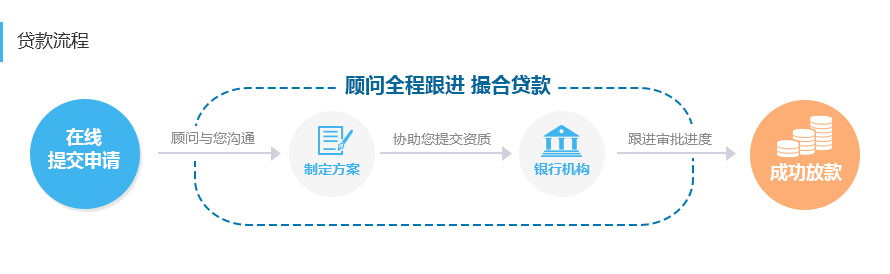 贷款流程
顾问全程跟进 撮合贷款
在线
提交申请
顾问与您沟通
制定方案
协助您提交资质
银行机构
跟进审批进度
成功放款